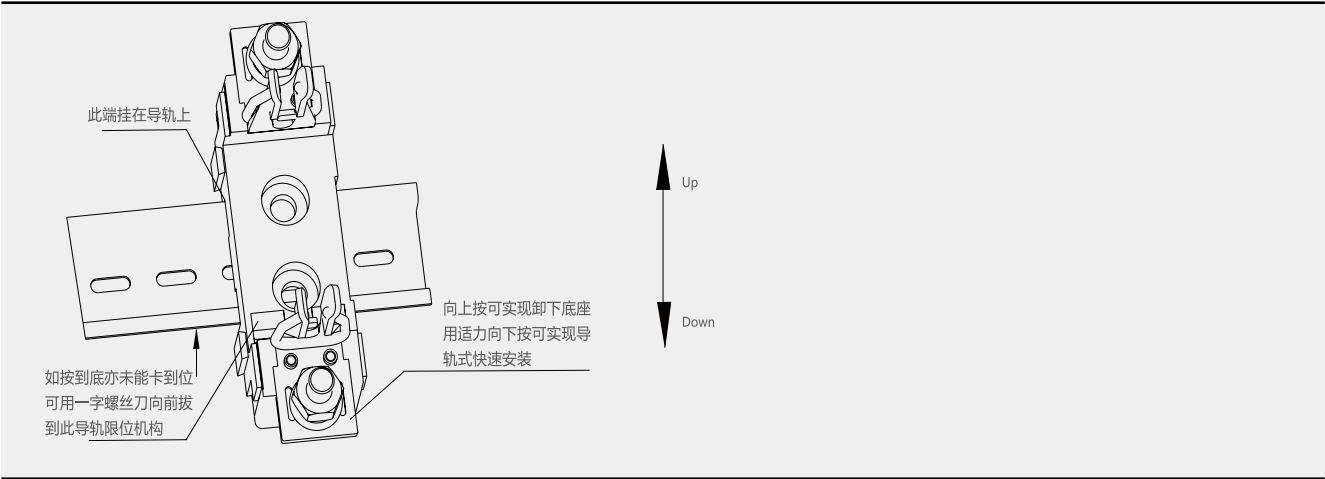 此端挂在导轨上
Up
向上按可实现卸下底座
用适力向下按可实现导
轨式快速安装
Down
如按到底亦未能卡到位
可用一字螺丝刀向前拔
到此导轨限位机构